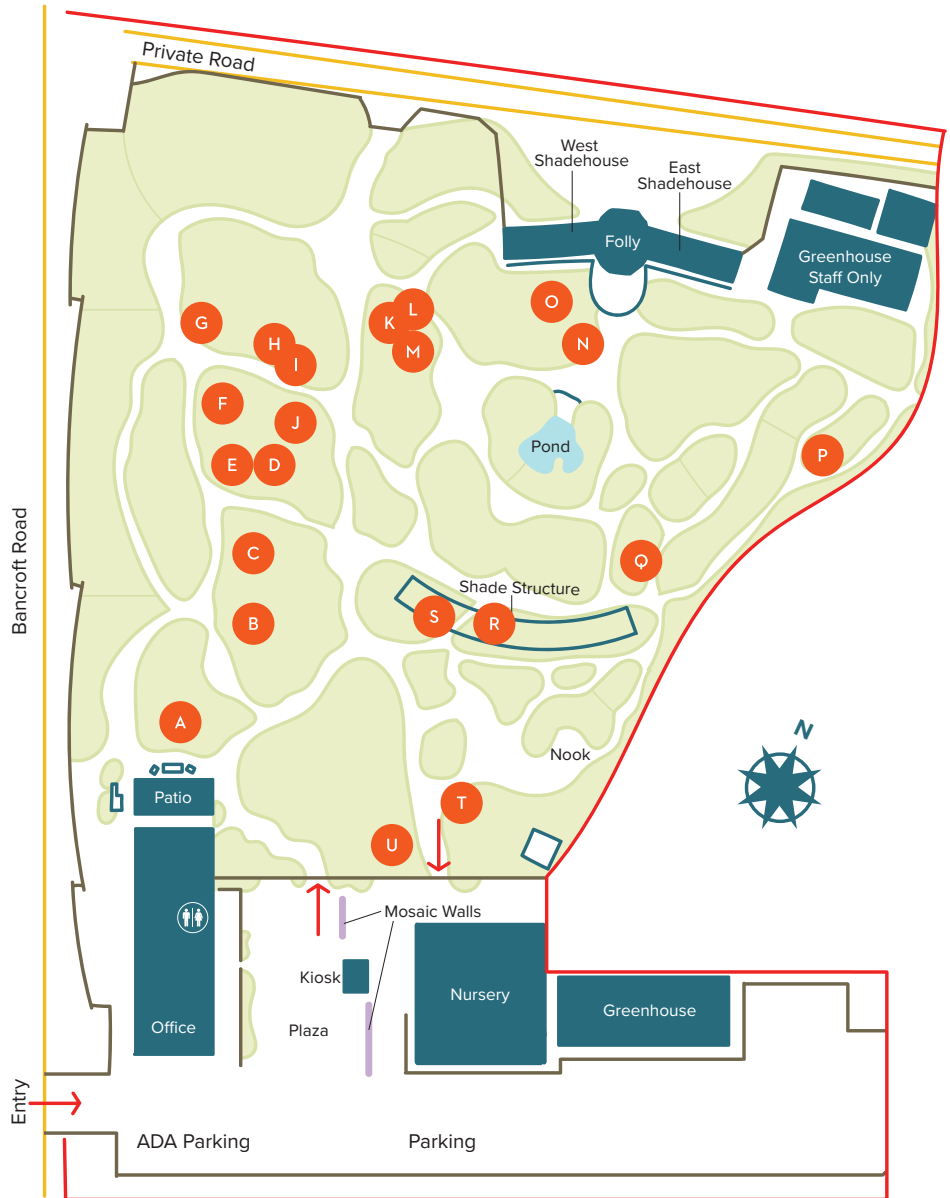 Private Road
West
Shadehouse
East
Shadehouse
Folly
Greenhouse
Staff Only
G
H
I
K
L
M
O
N
F
J
E
D
Pond
P
C
B
Q
Shade Structure
S
R
Bancroft Road
A
Nook
N
Patio
T
U
Mosaic Walls
Kiosk
Nursery
Plaza
Greenhouse
Office
Entry
ADA Parking
Parking